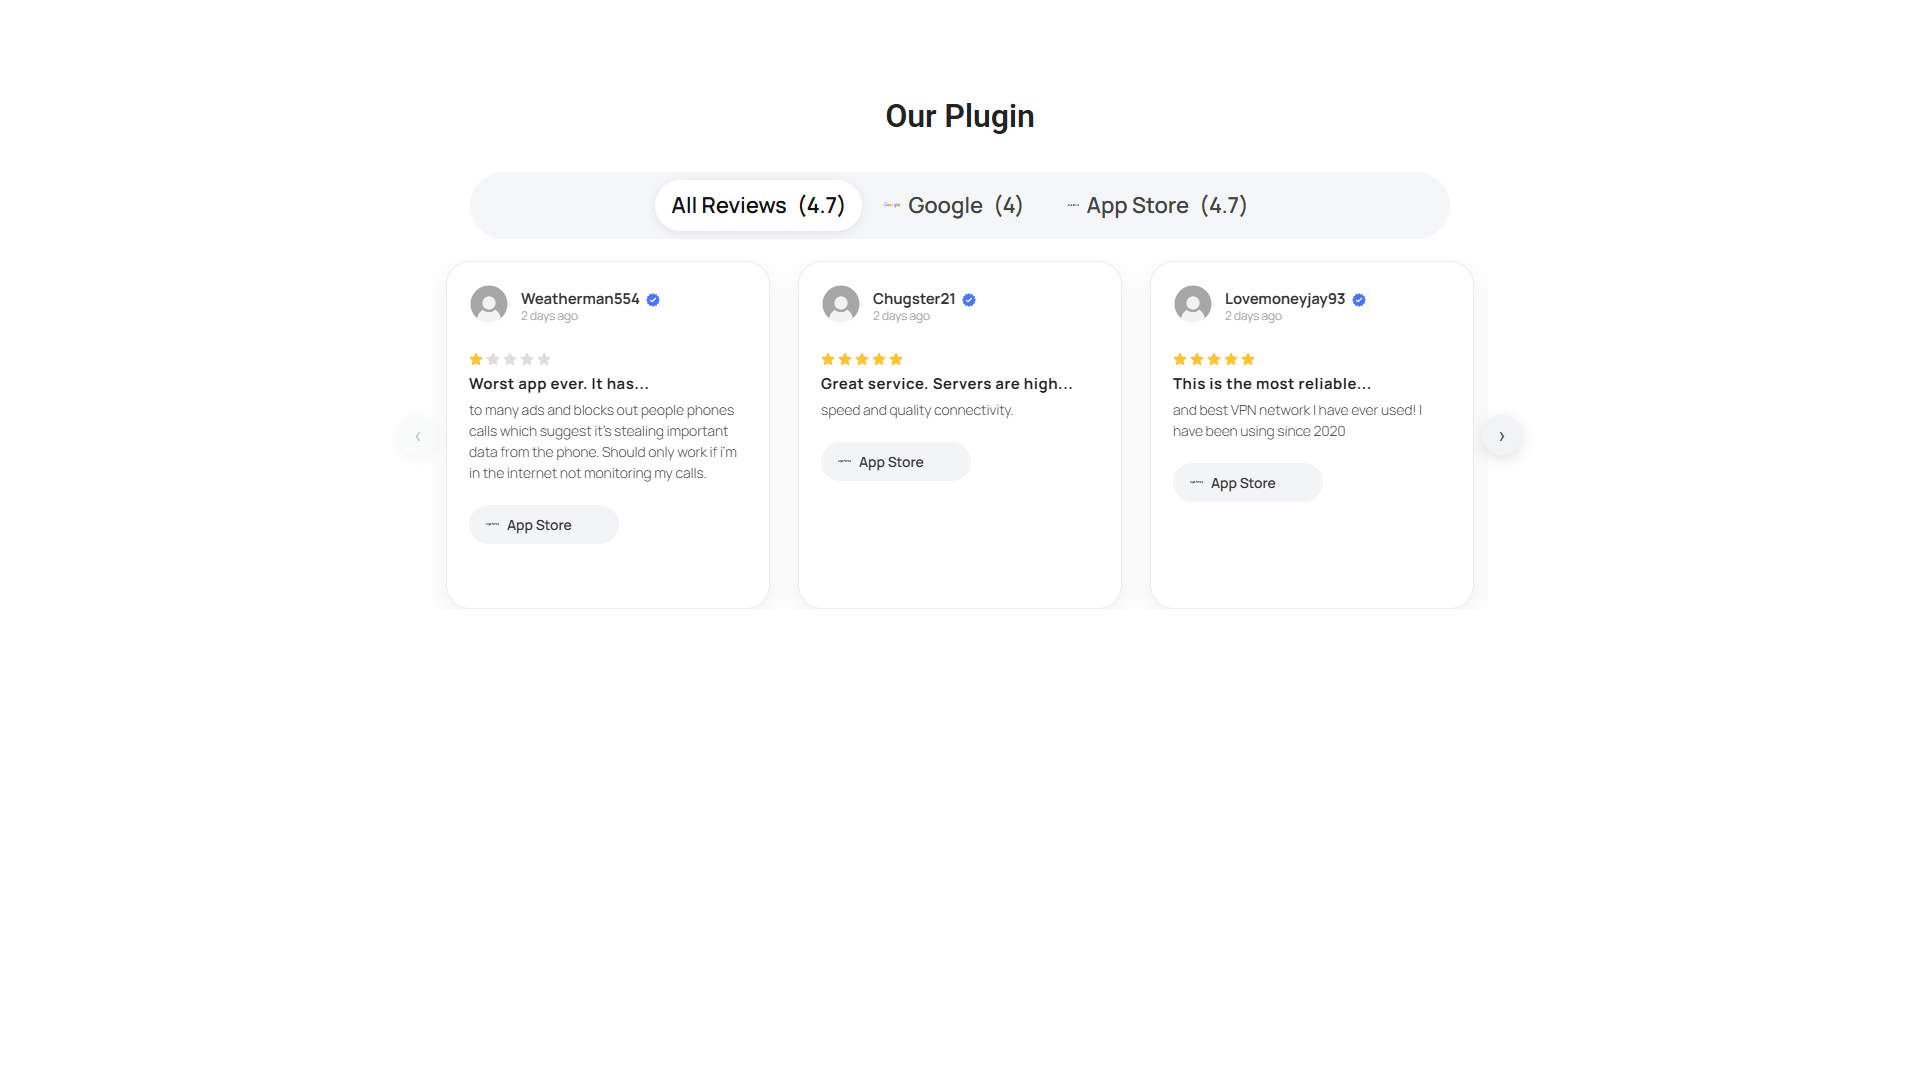 Our Plugin
All Reviews (4.7)
Google Google (4)
App Store (4.7)
Weatherman554
2 days ago
Worst app ever. It has...
to many ads and blocks out people phones
calls which suggest it's stealing important
data from the phone. Should only work if i'm
in the internet not monitoring my calls.
App Store
Chugster21
2 days ago
Great service. Servers are high...
speed and quality connectivity.
App Store
Lovemoneyjay93
2 days ago
This is the most reliable...
and best VPN network I have ever used! I
have been using since 2020
App Store